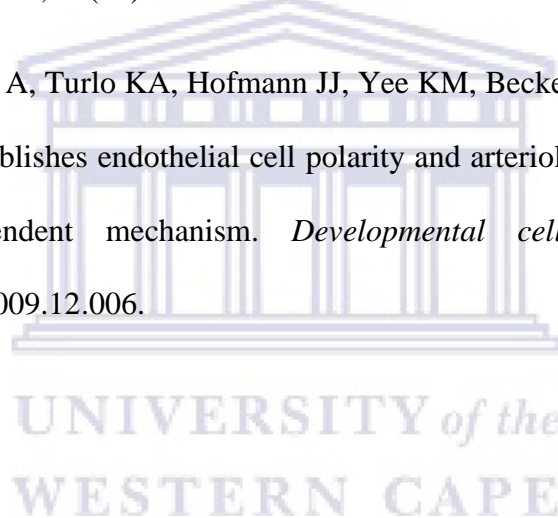 A, Turlo KA, Hofmann JJ, Yee KM, Becke
blishes endothelial cell polarity and arteriol
endent mechanism. Developmental cell
009.12.006.
UNIVERSITY of the
WESTERN CAPE